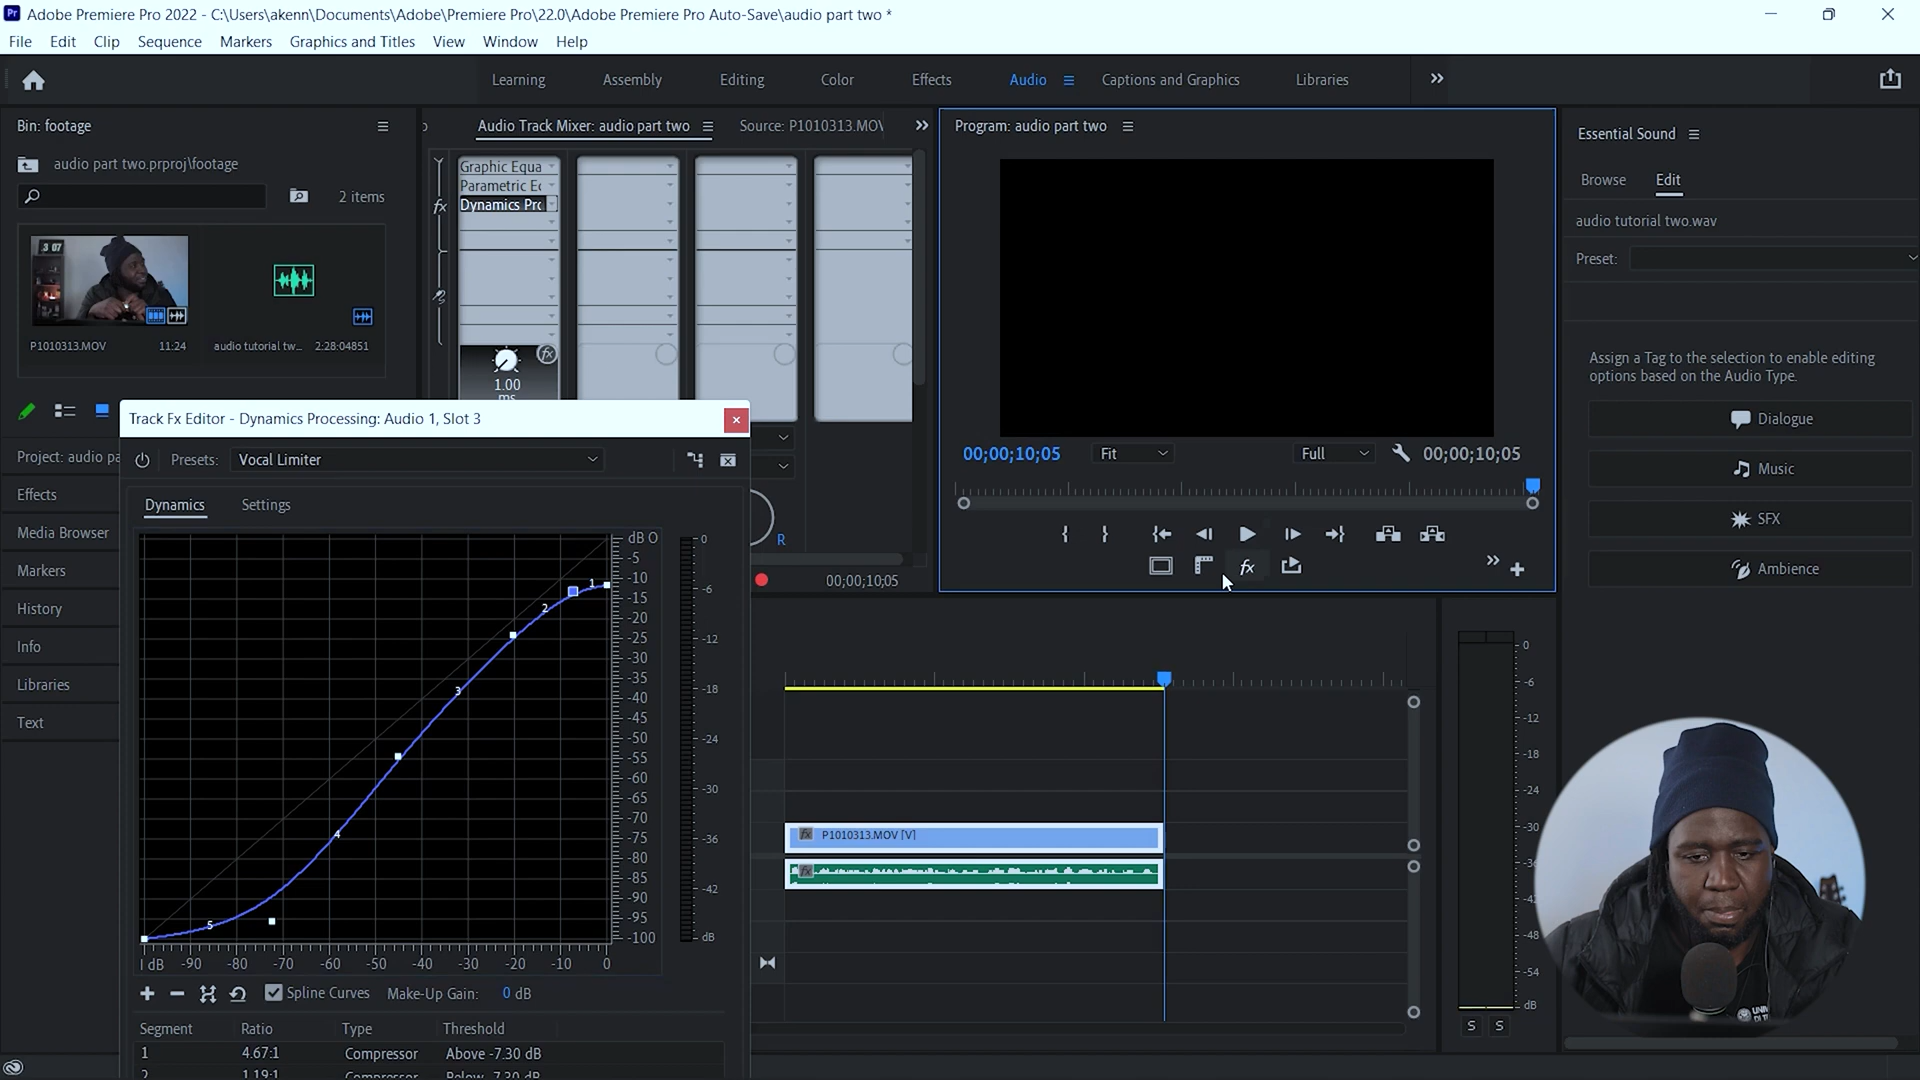 Pr Adobe Premiere Pro 2022 - C:\Users\akenn\Documents\Adobe\Premiere Pro\22.0\Adobe Premiere Pro Auto-Save\audio part two *
File Edit Clip Sequence Markers Graphics and Titles View Window Help
Learning Assembly Editing Color Effects Audio Captions and Graphics Libraries
Bin: footage
audio part two.prproj\footage
2 items
P1010313.MOV 11:24
audio tutorial tw... 2:28:04851
Audio Track Mixer: audio part two
Source: P1010313.MOV
Graphic Equa
Parametric Ec
Dynamics Pro
fx
1.00
ms
R
00;00;10;05
Program: audio part two
00;00;10;05 Fit Full 00;00;10;05
fx
Essential Sound
Browse Edit
audio tutorial two.wav
Preset:
Assign a Tag to the selection to enable editing
options based on the Audio Type.
Dialogue
Music
SFX
Ambience
Project: audio pa
Effects
Media Browser
Markers
History
Info
Libraries
Text
Track Fx Editor - Dynamics Processing: Audio 1, Slot 3
Presets: Vocal Limiter
Dynamics Settings
dB 0
-5
-10
-15
-20
-25
-30
-35
-40
-45
-50
-55
-60
-65
-70
-75
-80
-85
-90
-95
-100
1
2
3
4
5
dB -90 -80 -70 -60 -50 -40 -30 -20 -10 0
0
-6
-12
-18
-24
-30
-36
-42
dB
Spline Curves Make-Up Gain: 0 dB
Segment Ratio Type Threshold
1 4.67:1 Compressor Above -7.30 dB
2 1.19:1 Compressor Below -7.30 dB
fx P1010313.MOV [V]
fx
0
-6
-12
-18
-24
-30
-36
-42
-48
-54
dB
S S